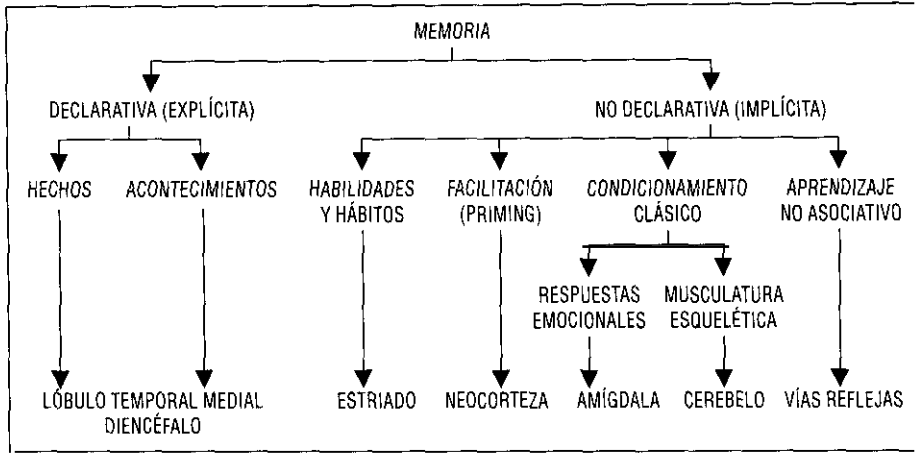 MEMORIA
DECLARATIVA (EXPLÍCITA)
NO DECLARATIVA (IMPLÍCITA)
HECHOS
ACONTECIMIENTOS
HABILIDADES
Y HÁBITOS
FACILITACIÓN
(PRIMING)
CONDICIONAMIENTO
CLÁSICO
APRENDIZAJE
NO ASOCIATIVO
RESPUESTAS
EMOCIONALES
MUSCULATURA
ESQUELÉTICA
LÓBULO TEMPORAL MEDIAL
DIENCÉFALO
ESTRIADO
NEOCORTEZA
AMÍGDALA
CEREBELO
VÍAS REFLEJAS